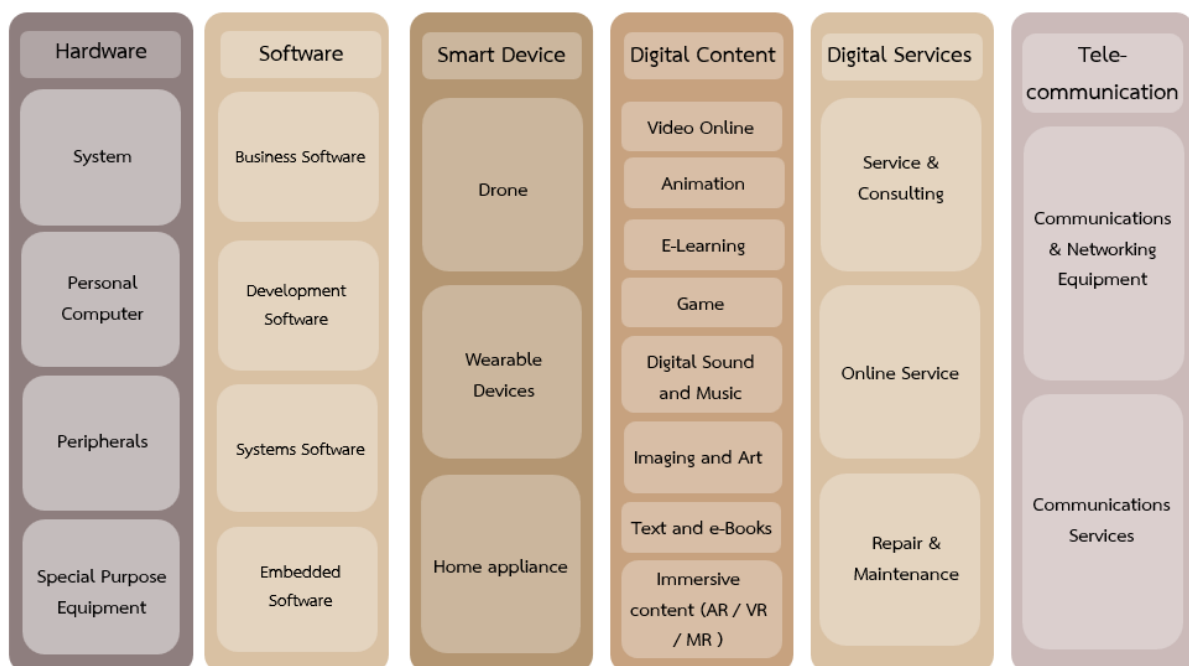 Hardware
System
Personal
Computer
Peripherals
Special Purpose
Equipment
Software
Business Software
Development
Software
Systems Software
Embedded
Software
Smart Device
Drone
Wearable
Devices
Home appliance
Digital Content
Video Online
Animation
E-Learning
Game
Digital Sound
and Music
Imaging and Art
Text and e-Books
Immersive
content (AR / VR
/ MR )
Digital Services
Service &
Consulting
Online Service
Repair &
Maintenance
Tele-
communication
Communications
& Networking
Equipment
Communications
Services